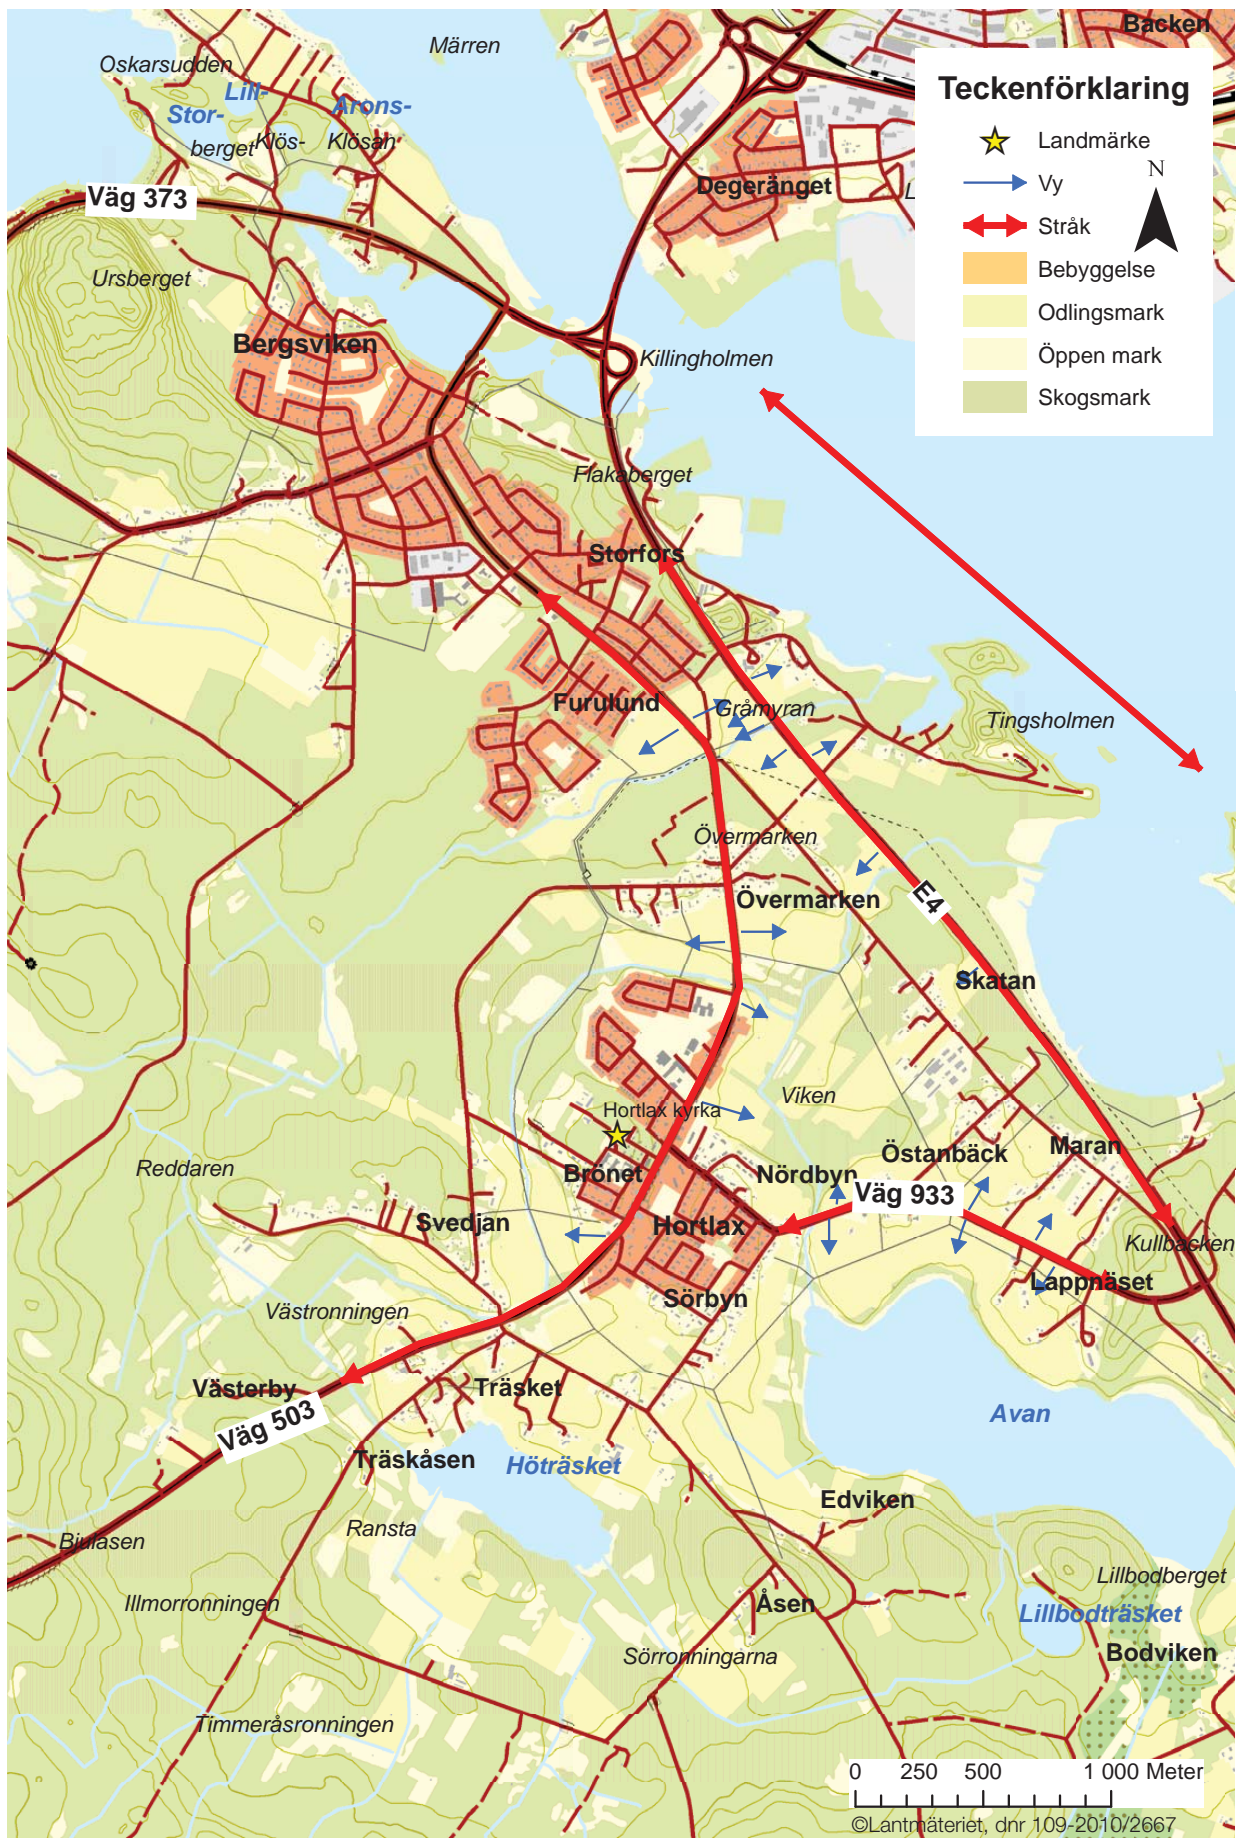 Backen
Märren
Oskarsudden
Lill-
Stor-
Arons-
berget
Klös-
Klösan
Väg 373
Degeränget
L
Teckenförklaring
Landmärke
Vy
N
Stråk
Bebyggelse
Odlingsmark
Öppen mark
Skogsmark
Ursberget
Bergsviken
Killingholmen
Flakaberget
Storfors
Furulund
Gråmyran
Tingsholmen
Övermarken
Övermarken
E4
Skatan
Viken
Hortlax kyrka
Reddaren
Brönet
Nördbyn
Östanbäck
Maran
Väg 933
Svedjan
Hortlax
Kullbacken
Lappnäset
Sörbyn
Västronningen
Västerby
Träsket
Väg 503
Avan
Träskåsen
Höträsket
Edviken
Ransta
Bjulasen
Lillbodberget
Illmorronningen
Åsen
Lillbodträsket
Sörronningarna
Bodviken
Timmeråsronningen
0 250 500 1 000 Meter
©Lantmäteriet, dnr 109-2010/2667